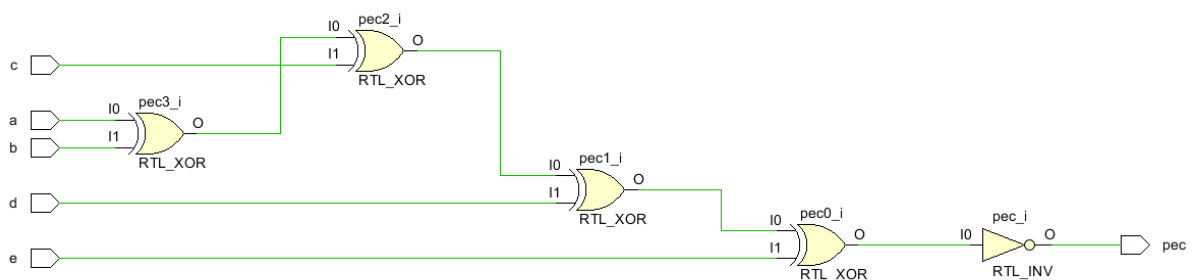 pec2_i
I0
O
I1
c
RTL_XOR
pec3_i
a
I0
O
b
I1
RTL_XOR
pec1_i
I0
O
d
I1
RTL_XOR
pec0_i
I0
O
e
I1
RTL_XOR
pec_i
I0
O
pec
RTL_INV